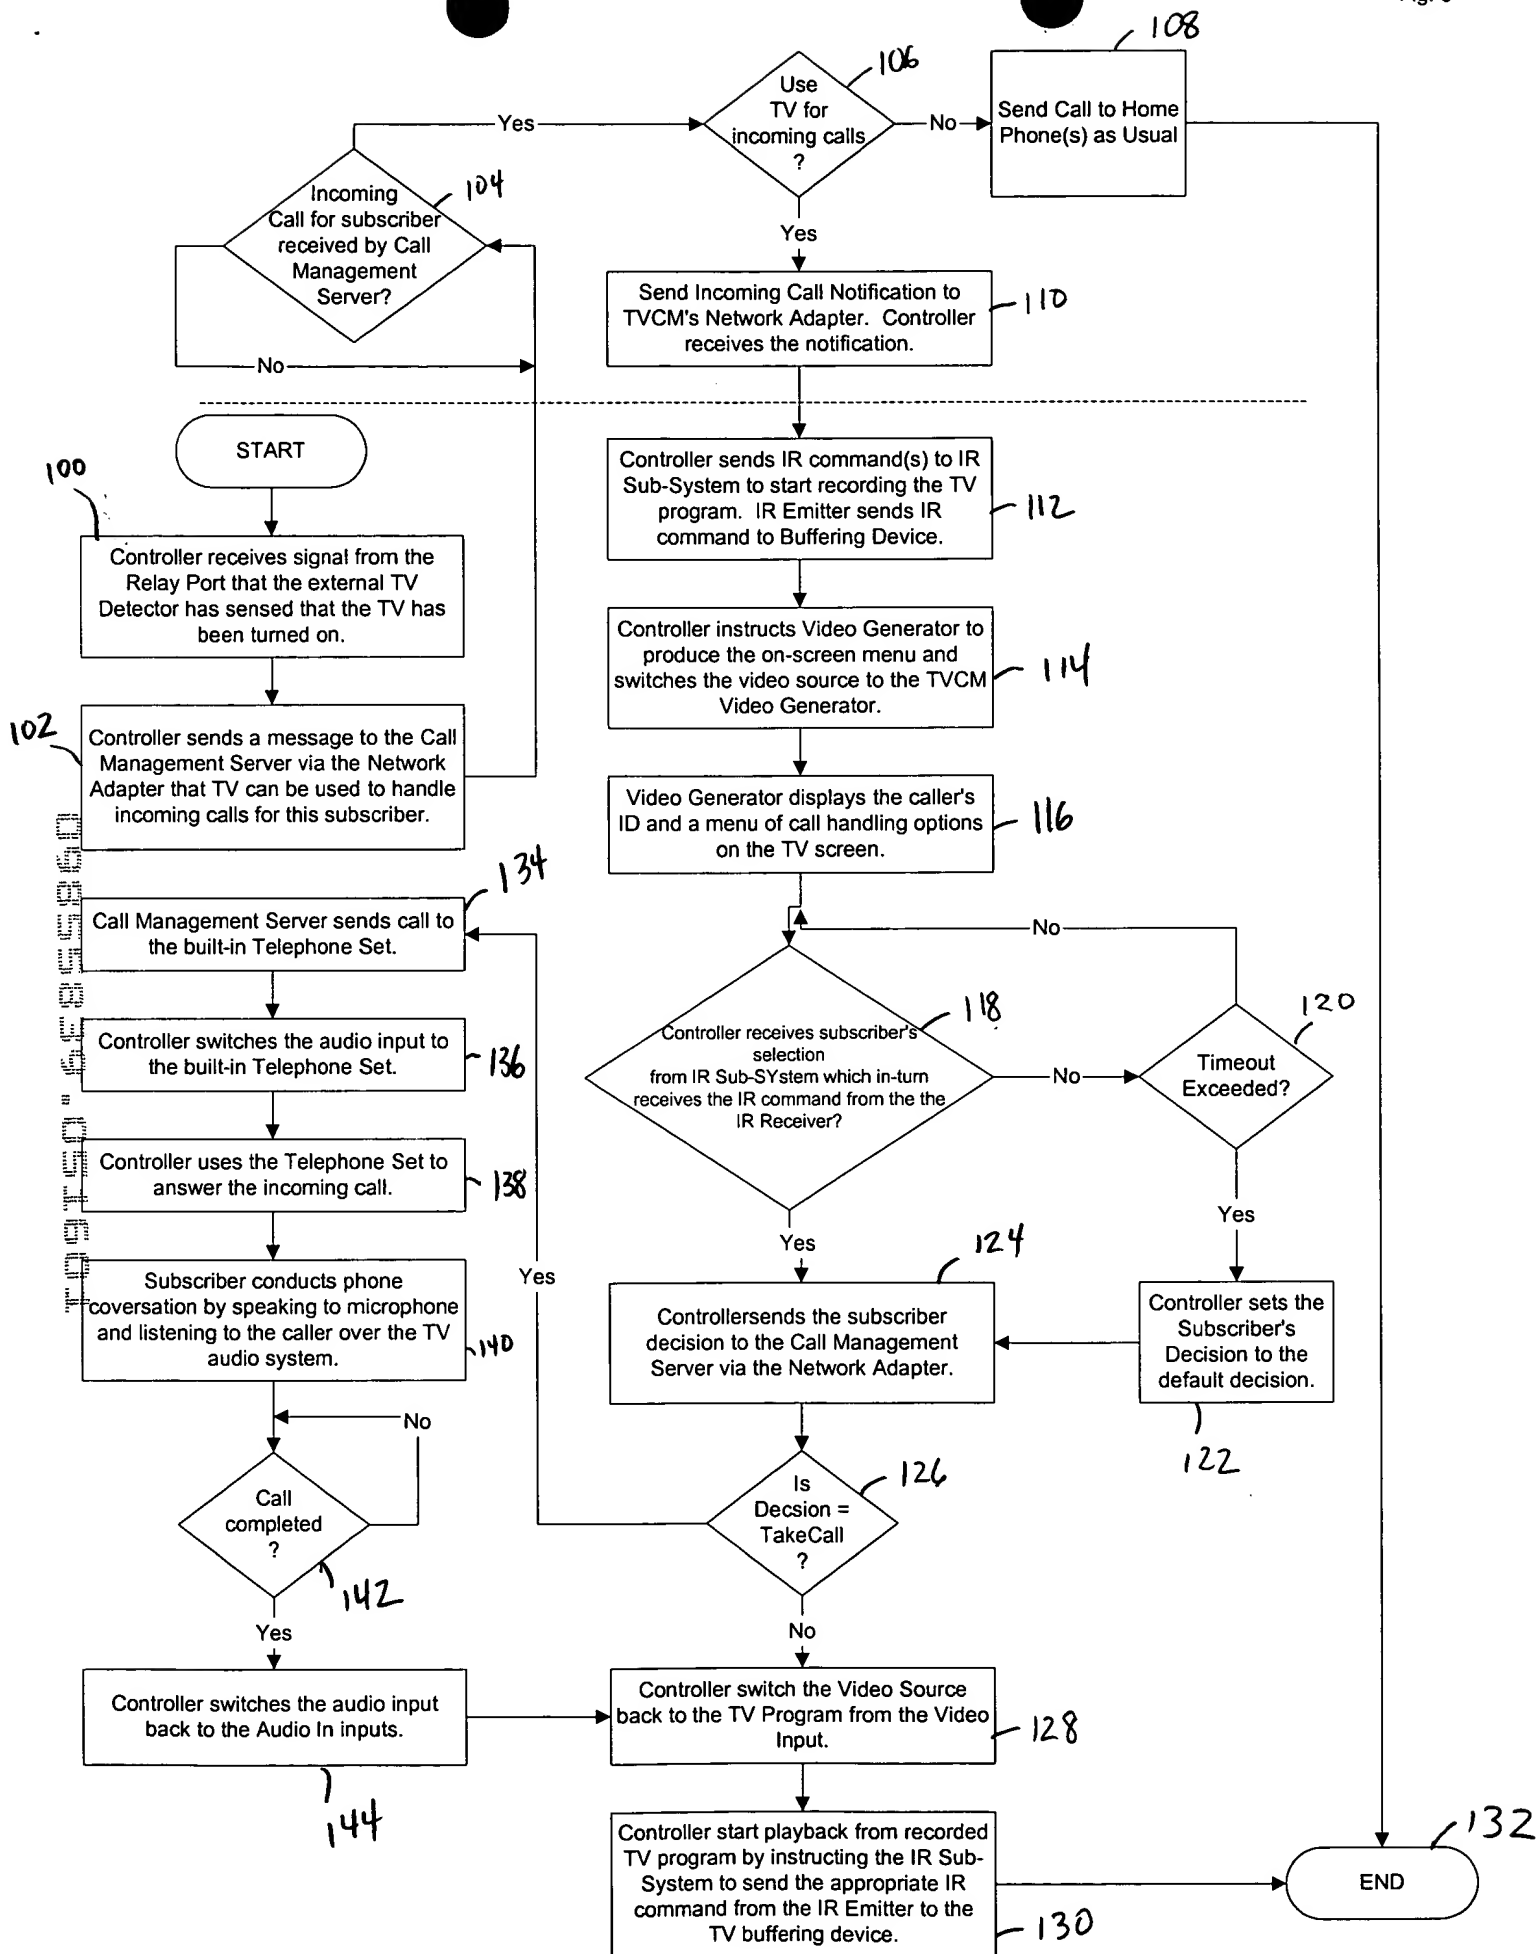 108
106
Use
TV for
incoming calls
?
Yes
No
Send Call to Home
Phone(s) as Usual
104
Incoming
Call for subscriber
received by Call
Management
Server?
Yes
No
Send Incoming Call Notification to
TVCM's Network Adapter. Controller
receives the notification.
110
START
100
Controller receives signal from the
Relay Port that the external TV
Detector has sensed that the TV has
been turned on.
Controller sends IR command(s) to IR
Sub-System to start recording the TV
program. IR Emitter sends IR
command to Buffering Device.
112
Controller instructs Video Generator to
produce the on-screen menu and
switches the video source to the TVCM
Video Generator.
114
102
Controller sends a message to the Call
Management Server via the Network
Adapter that TV can be used to handle
incoming calls for this subscriber.
Video Generator displays the caller's
ID and a menu of call handling options
on the TV screen.
116
134
Call Management Server sends call to
the built-in Telephone Set.
No
118
Controller receives subscriber's
selection
from IR Sub-SYstem which in-turn
receives the IR command from the the
IR Receiver?
No
120
Timeout
Exceeded?
Controller switches the audio input to
the built-in Telephone Set.
136
Controller uses the Telephone Set to
answer the incoming call.
138
Yes
Yes
124
Yes
Subscriber conducts phone
coversation by speaking to microphone
and listening to the caller over the TV
audio system.
140
Controllersends the subscriber
decision to the Call Management
Server via the Network Adapter.
Controller sets the
Subscriber's
Decision to the
default decision.
122
No
Call
completed
?
142
Is
Decsion =
TakeCall
?
126
Yes
No
Controller switches the audio input
back to the Audio In inputs.
144
Controller switch the Video Source
back to the TV Program from the Video
Input.
128
Controller start playback from recorded
TV program by instructing the IR Sub-
System to send the appropriate IR
command from the IR Emitter to the
TV buffering device.
130
132
END